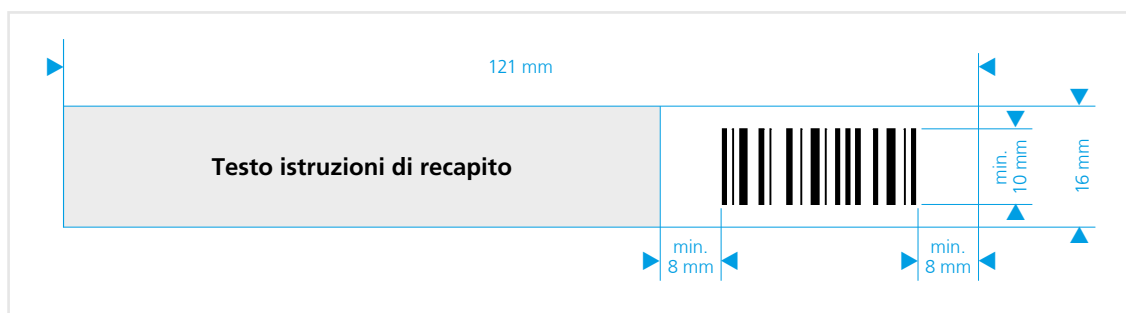 121 mm
Testo istruzioni di recapito
min.
10 mm
16 mm
min.
8 mm
min.
8 mm